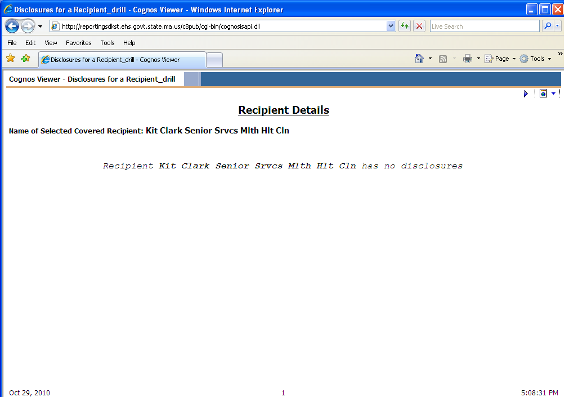 Disclosures for a Recipient_drill - Cognos Viewer - Windows Internet Explorer
http://reportingsdkst.ehs.govt.state.ma.us/c8pub/cgi-bin/cognosisapi.dll
Live Search
File Edit View Favorites Tools Help
Disclosures for a Recipient_drill - Cognos Viewer
Page Tools
Cognos Viewer - Disclosures for a Recipient_drill
Recipient Details
Name of Selected Covered Recipient: Kit Clark Senior Srvcs Mlth Hlt Cln
Recipient Kit Clark Senior Srvcs Mlth Hlt Cln has no disclosures
Oct 29, 2010 1 5:08:31 PM